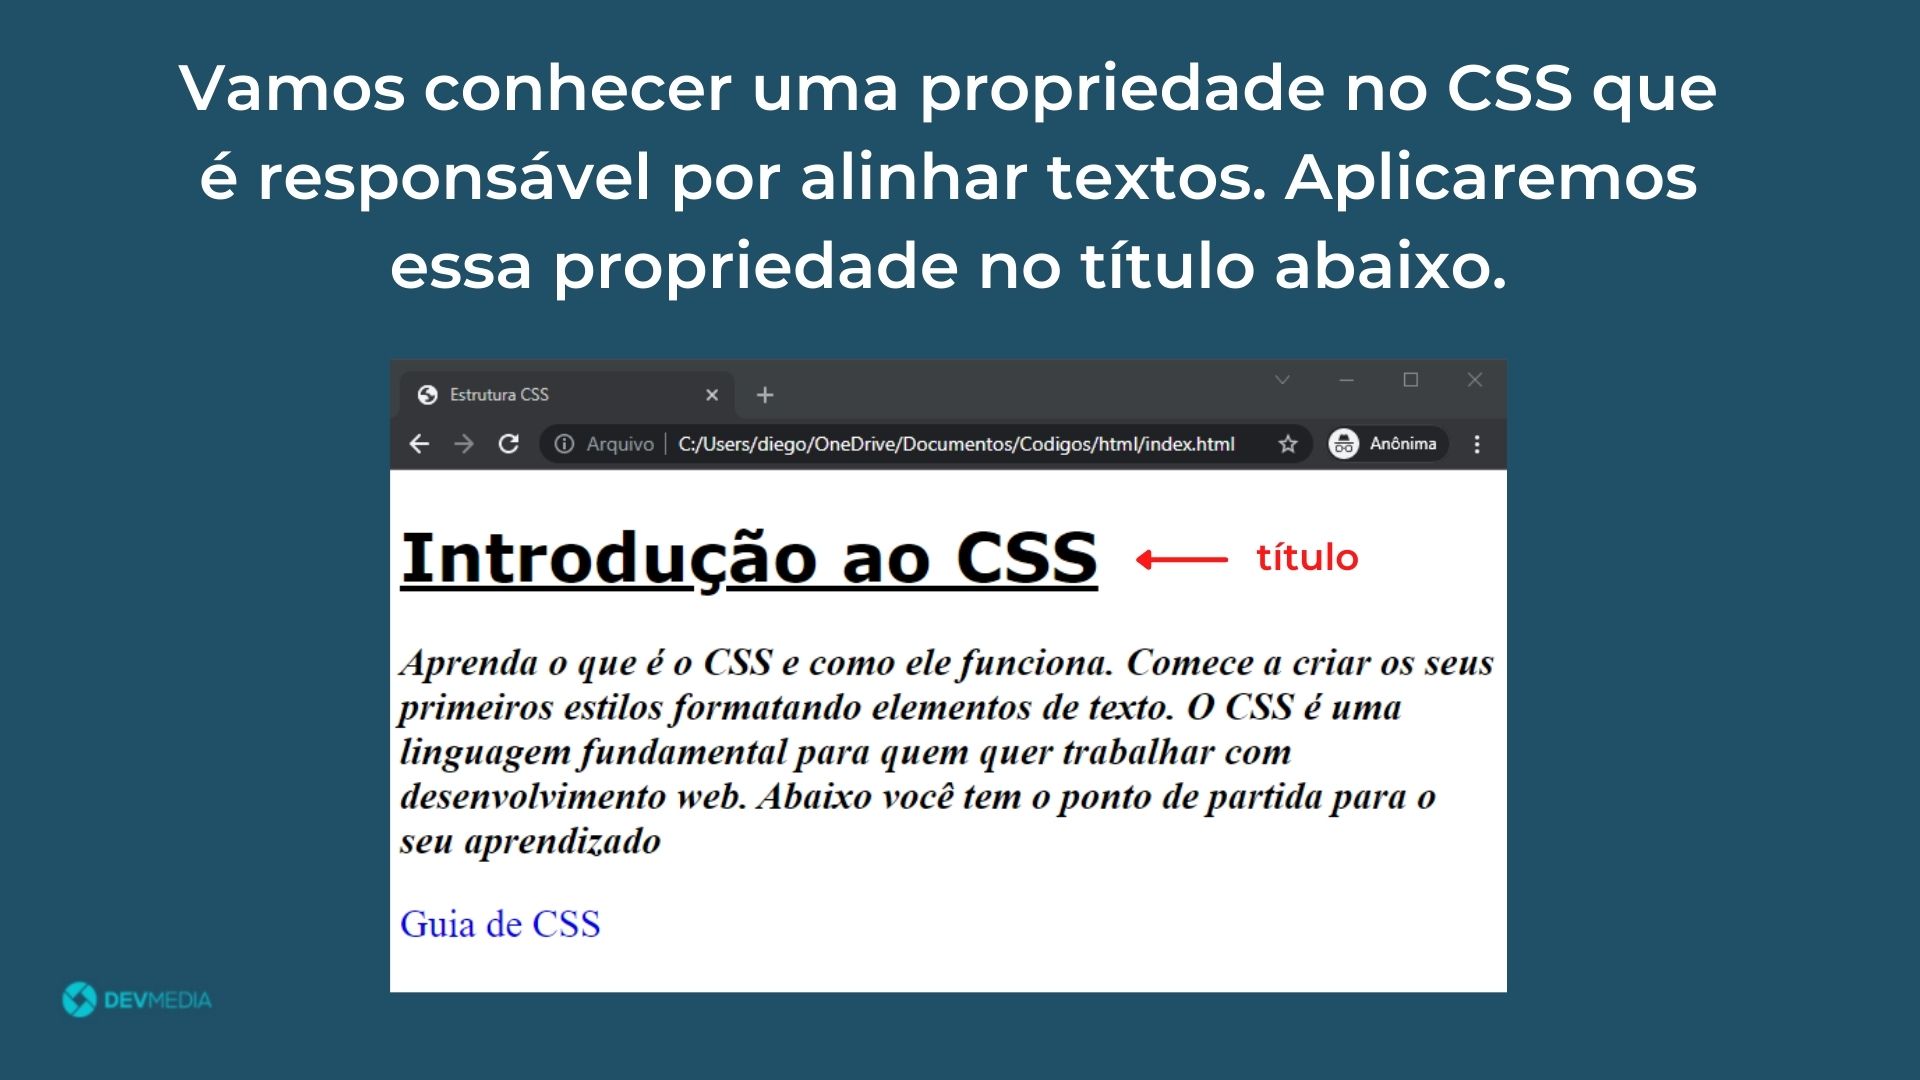 Vamos conhecer uma propriedade no CSS que
é responsável por alinhar textos. Aplicaremos
essa propriedade no título abaixo.
Estrutura CSS
Arquivo
C:/Users/diego/OneDrive/Documentos/Codigos/html/index.html
Anônima
Introdução ao CSS
título
Aprenda o que é o CSS e como ele funciona. Comece a criar os seus
primeiros estilos formatando elementos de texto. O CSS é uma
linguagem fundamental para quem quer trabalhar com
desenvolvimento web. Abaixo você tem o ponto de partida para o
seu aprendizado
Guia de CSS
DEVMEDIA